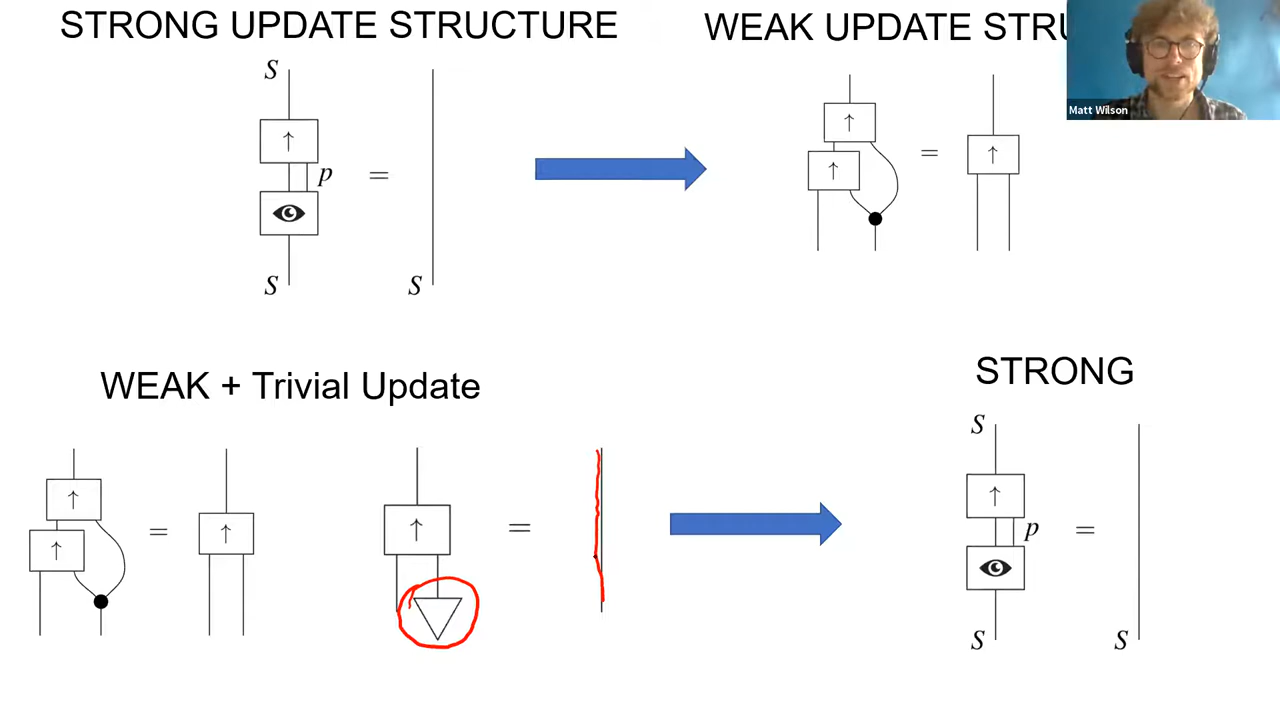 STRONG UPDATE STRUCTURE
WEAK UPDATE STRU
Matt Wilson
S
↑
p
=
S
S
↑
↑
=
↑
WEAK + Trivial Update
STRONG
↑
↑
=
↑
↑
=
S
↑
p
=
S
S